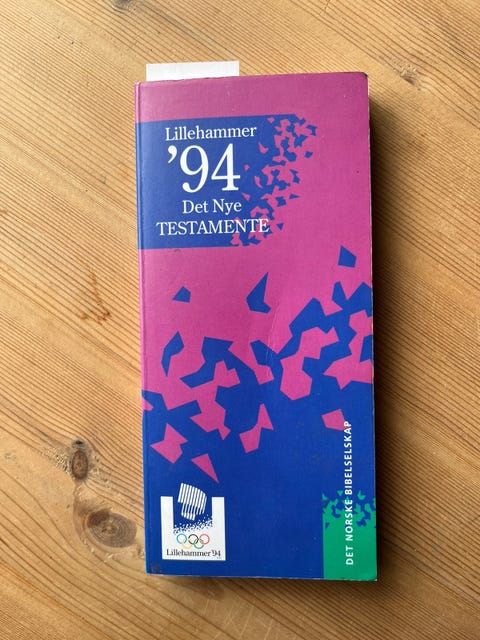 Lillehammer
’94
Det Nye
TESTAMENTE
DET NORSKE BIBELSELSKAP
Lillehammer’94